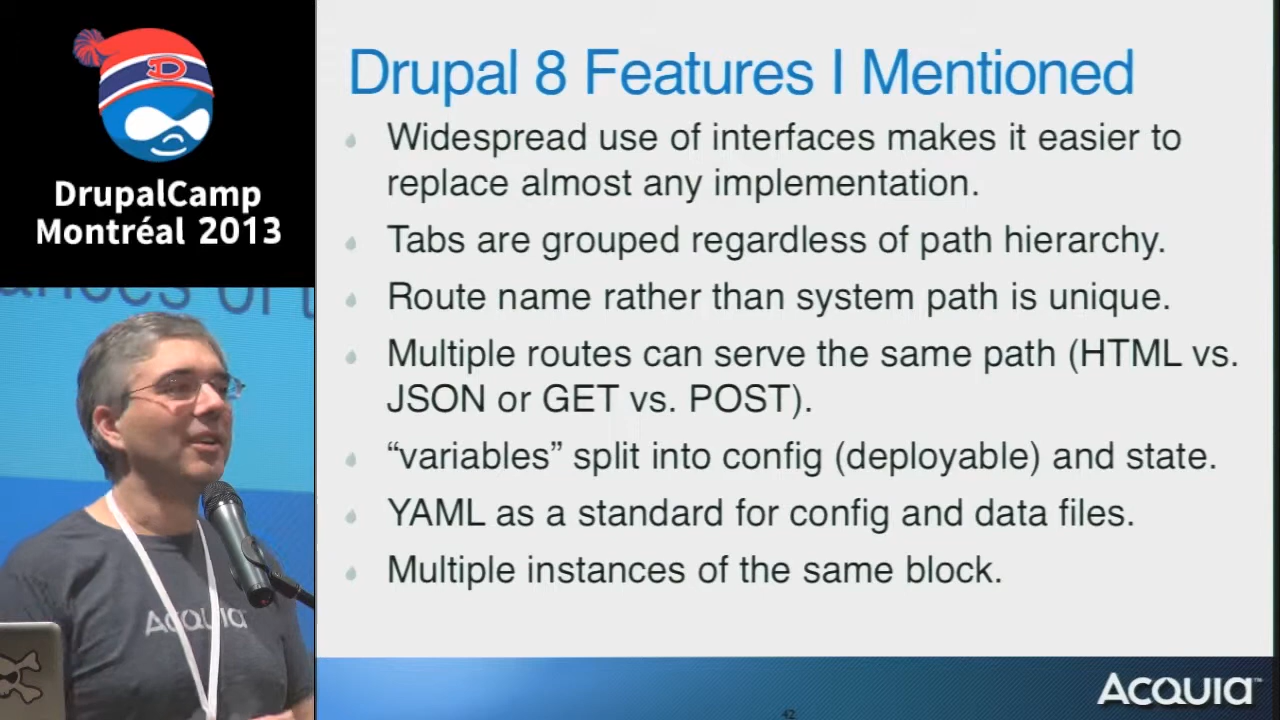 DrupalCamp
Montréal 2013
Drupal 8 Features I Mentioned
Widespread use of interfaces makes it easier to
replace almost any implementation.
Tabs are grouped regardless of path hierarchy.
Route name rather than system path is unique.
Multiple routes can serve the same path (HTML vs.
JSON or GET vs. POST).
“variables” split into config (deployable) and state.
YAML as a standard for config and data files.
Multiple instances of the same block.
ACQUIA
42
ACQUIA™